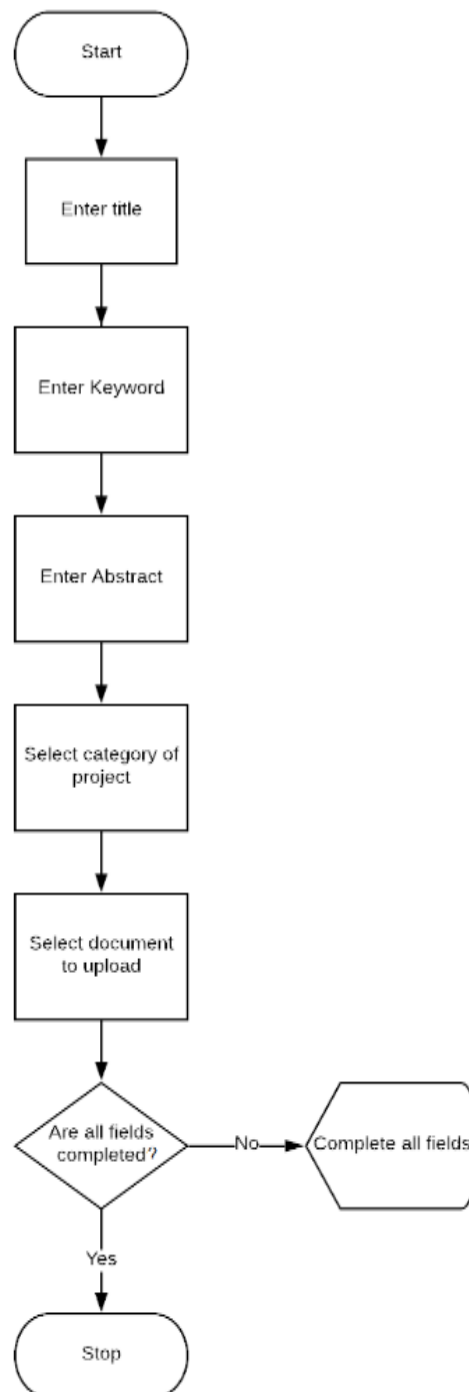 Start
Enter title
Enter Keyword
Enter Abstract
Select category of
project
Select document
to upload
Are all fields
completed?
No
Complete all fields
Yes
Stop